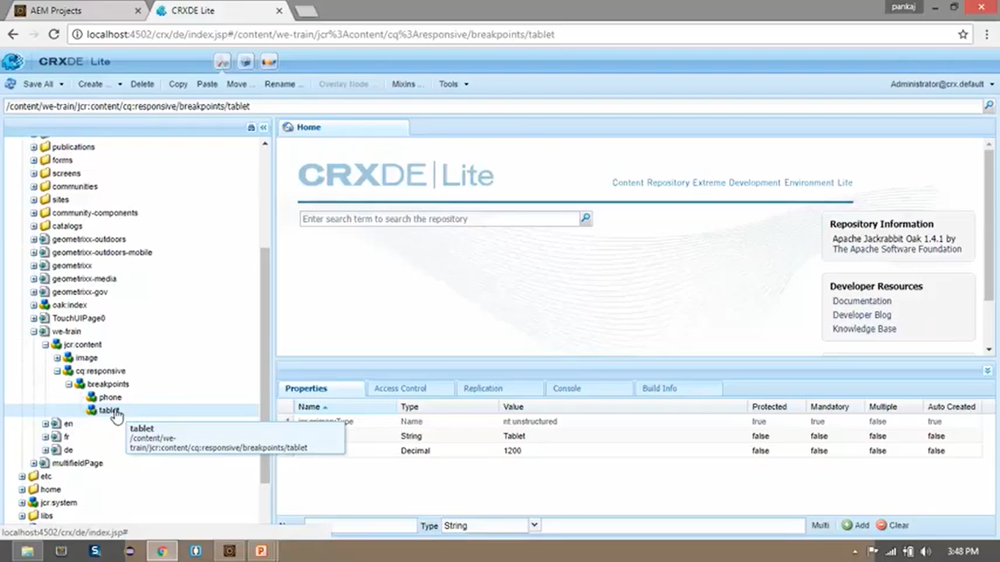 AEM Projects
CRXDE Lite
pankaj
localhost:4502/crx/de/index.jsp#/content/we-train/jcr%3Acontent/cq%3Aresponsive/breakpoints/tablet
CRXDE | Lite
Save All Create ... Delete Copy Paste Move ... Rename ... Overlay Node ... Mixins ... Tools
Administrator@crx.default
/content/we-train/jcr:content/cq:responsive/breakpoints/tablet
publications
forms
screens
communities
sites
community-components
catalogs
geometrixx-outdoors
geometrixx-outdoors-mobile
geometrixx
geometrixx-media
geometrixx-gov
oak:index
TouchUIPage0
we-train
jcr:content
image
cq:responsive
breakpoints
phone
tablet
en
fr
de
multifieldPage
etc
home
jcr:system
libs
tablet
/content/we-
train/jcr:content/cq:responsive/breakpoints/tablet
localhost:4502/crx/de/index.jsp#
Home
CRXDE | Lite
Content Repository Extreme Development Environment Lite
Enter search term to search the repository
Repository Information
Apache Jackrabbit Oak 1.4.1 by
The Apache Software Foundation
Developer Resources
Documentation
Developer Blog
Knowledge Base
Properties Access Control Replication Console Build Info
Name Type Value Protected Mandatory Multiple Auto Created
1 jcr:primaryType Name nt:unstructured true true false true
String Tablet false false false false
Decimal 1200 false false false false
Type String Multi Add Clear
3:48 PM